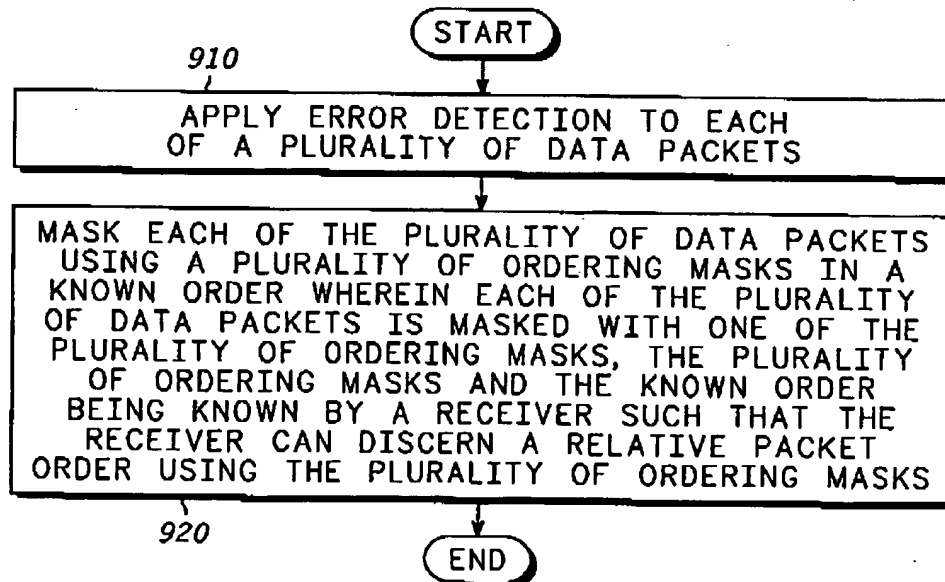 START
910
APPLY ERROR DETECTION TO EACH
OF A PLURALITY OF DATA PACKETS
MASK EACH OF THE PLURALITY OF DATA PACKETS
USING A PLURALITY OF ORDERING MASKS IN A
KNOWN ORDER WHEREIN EACH OF THE PLURALITY
OF DATA PACKETS IS MASKED WITH ONE OF THE
PLURALITY OF ORDERING MASKS, THE PLURALITY
OF ORDERING MASKS AND THE KNOWN ORDER
BEING KNOWN BY A RECEIVER SUCH THAT THE
RECEIVER CAN DISCERN A RELATIVE PACKET
ORDER USING THE PLURALITY OF ORDERING MASKS
920
END